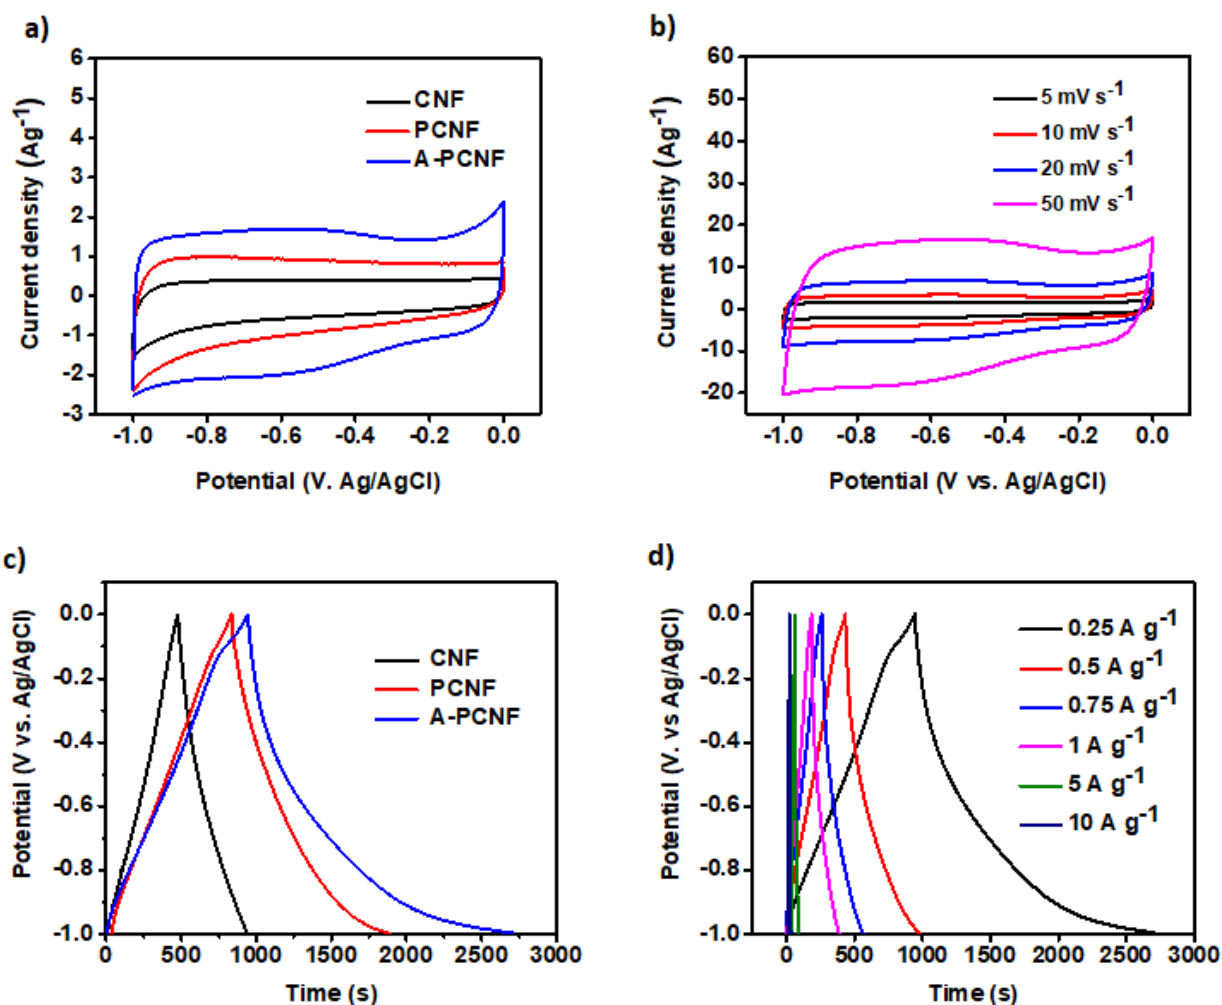 a)
6
5
4
3
2
1
0
-1
-2
-3
Current density (Ag⁻¹)
CNF
PCNF
A-PCNF
-1.0 -0.8 -0.6 -0.4 -0.2 0.0
Potential (V. Ag/AgCl)
b)
60
50
40
30
20
10
0
-10
-20
Current density (Ag⁻¹)
5 mV s⁻¹
10 mV s⁻¹
20 mV s⁻¹
50 mV s⁻¹
-1.0 -0.8 -0.6 -0.4 -0.2 0.0
Potential (V vs. Ag/AgCl)
c)
0.0
-0.2
-0.4
-0.6
-0.8
-1.0
Potential (V vs. Ag/AgCl)
CNF
PCNF
A-PCNF
0 500 1000 1500 2000 2500 3000
Time (s)
d)
0.0
-0.2
-0.4
-0.6
-0.8
-1.0
Potential (V. vs Ag/AgCl)
0.25 A g⁻¹
0.5 A g⁻¹
0.75 A g⁻¹
1 A g⁻¹
5 A g⁻¹
10 A g⁻¹
0 500 1000 1500 2000 2500 3000
Time (s)